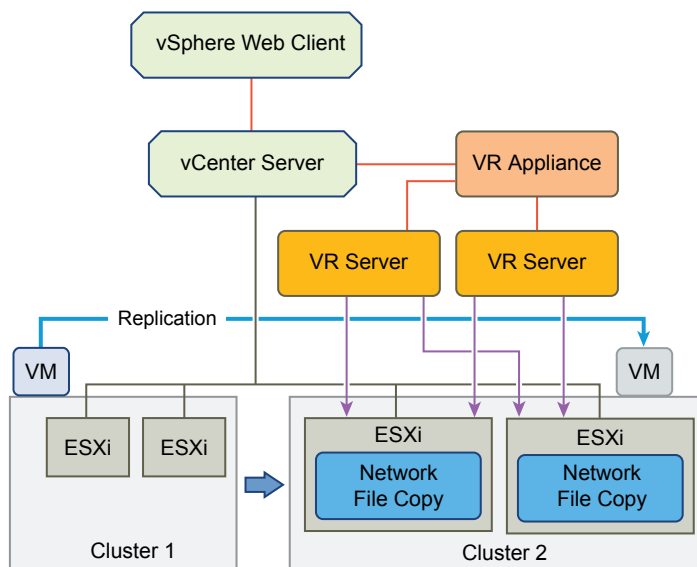 vSphere Web Client
vCenter Server
VR Appliance
VR Server
VR Server
Replication
VM
VM
ESXi
ESXi
ESXi
Network
File Copy
ESXi
Network
File Copy
Cluster 1
Cluster 2